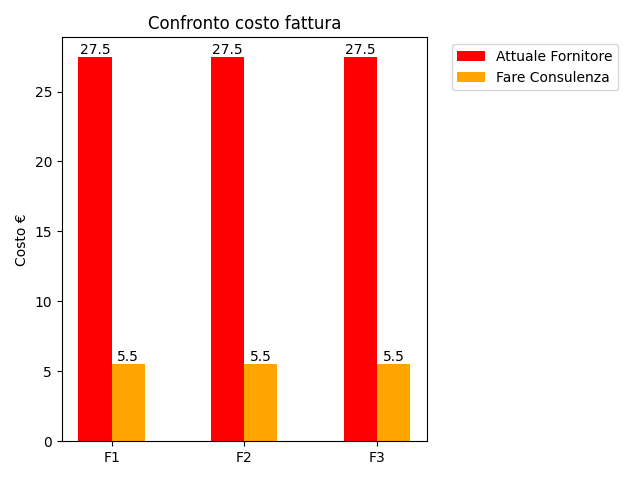 Confronto costo fattura
27.5 27.5 27.5
Attuale Fornitore
Fare Consulenza
25
20
15
10
5
0
Costo €
5.5 5.5 5.5
F1 F2 F3